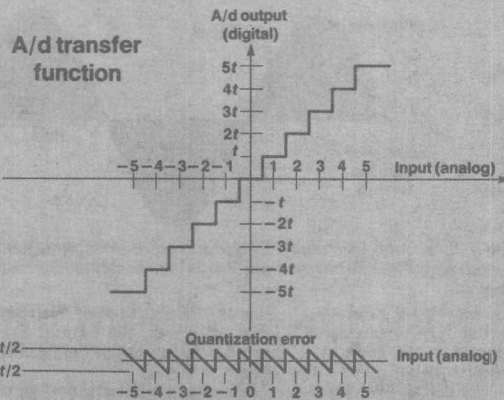 A/d transfer
function
A/d output
(digital)
5t
4t
3t
2t
t
-5 -4 -3 -2 -1 1 2 3 4 5 Input (analog)
-t
-2t
-3t
-4t
-5t
Quantization error
t/2
t/2
Input (analog)
-5 -4 -3 -2 -1 0 1 2 3 4 5